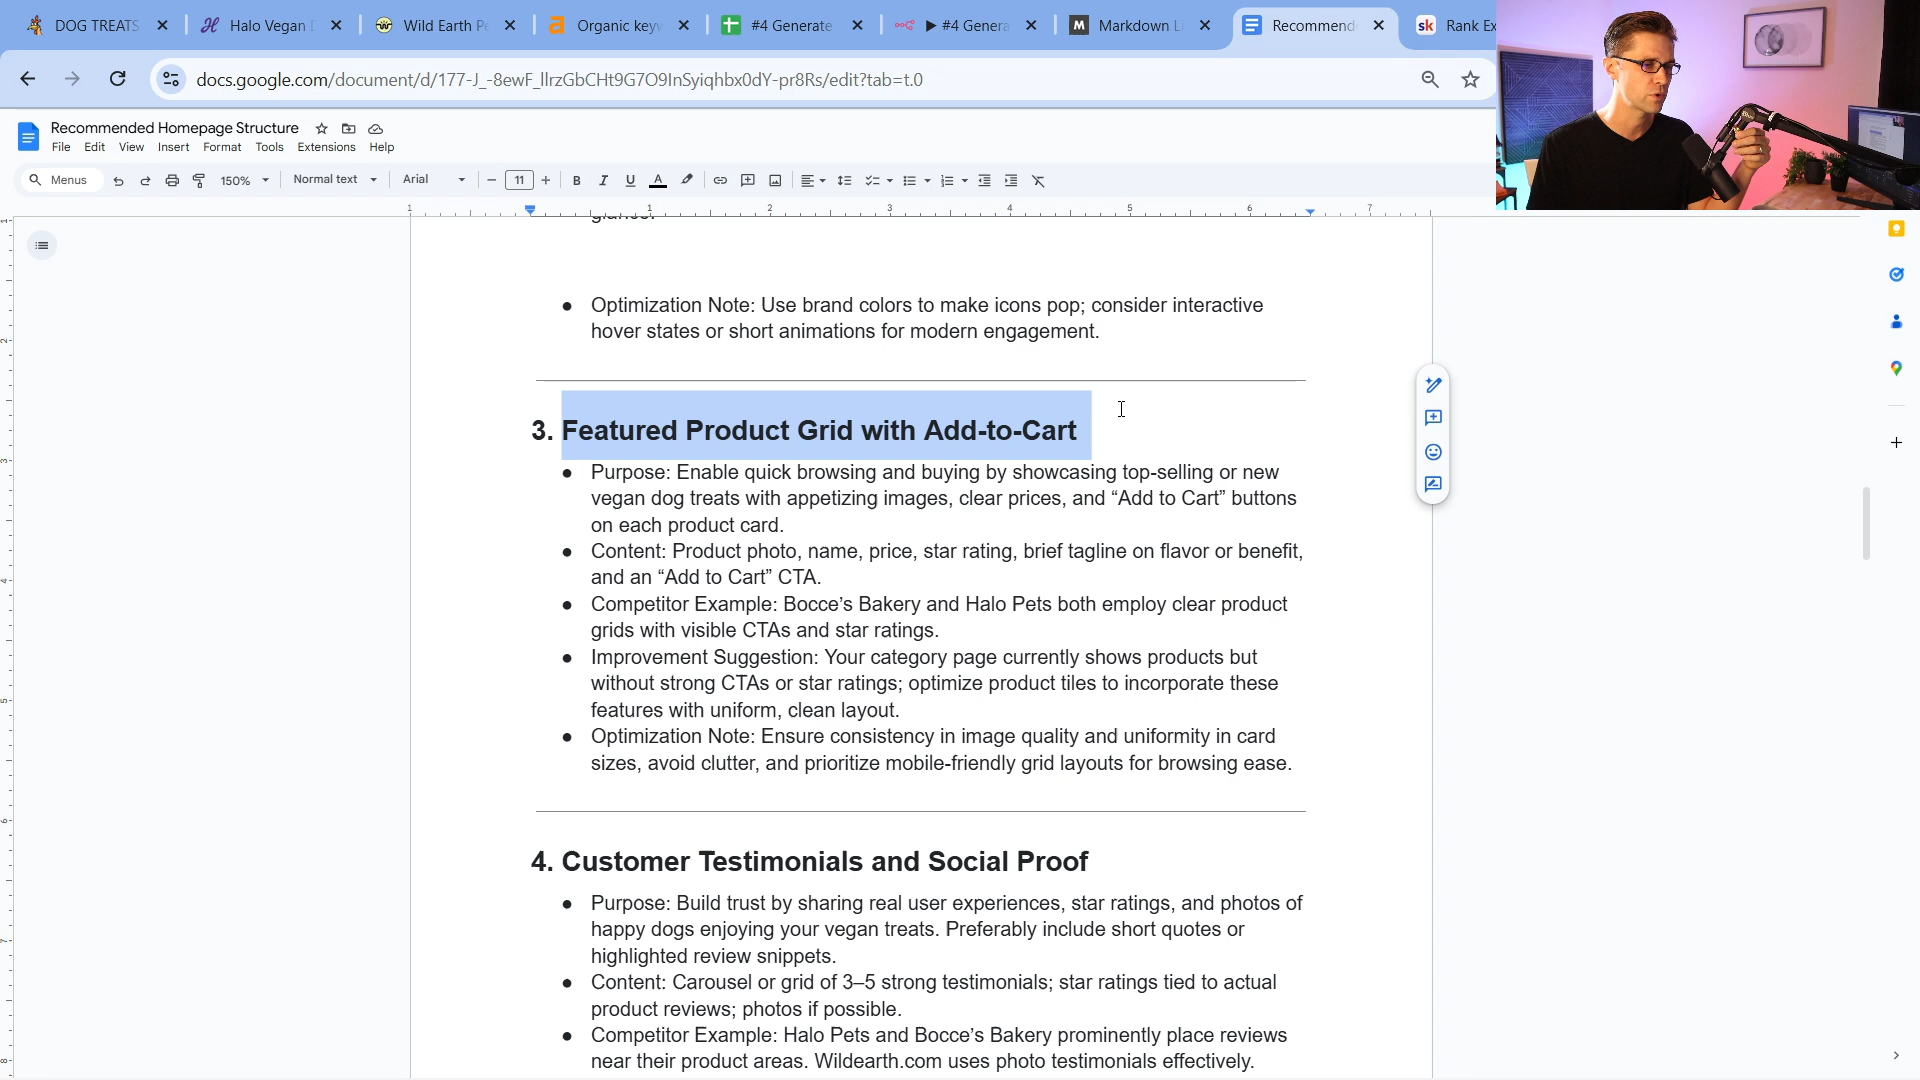 DOG TREATS
Halo Vegan D
Wild Earth Pe
Organic keyw
#4 Generate
▶ #4 Genera
Markdown Li
Recommend
Rank Ex
docs.google.com/document/d/177-J_-8ewF_llrzGbCHt9G7O9InSyiqhbx0dY-pr8Rs/edit?tab=t.0
Recommended Homepage Structure
File Edit View Insert Format Tools Extensions Help
Menus 150% Normal text Arial 11
glance.
● Optimization Note: Use brand colors to make icons pop; consider interactive
hover states or short animations for modern engagement.
3. Featured Product Grid with Add-to-Cart
● Purpose: Enable quick browsing and buying by showcasing top-selling or new
vegan dog treats with appetizing images, clear prices, and “Add to Cart” buttons
on each product card.
● Content: Product photo, name, price, star rating, brief tagline on flavor or benefit,
and an “Add to Cart” CTA.
● Competitor Example: Bocce’s Bakery and Halo Pets both employ clear product
grids with visible CTAs and star ratings.
● Improvement Suggestion: Your category page currently shows products but
without strong CTAs or star ratings; optimize product tiles to incorporate these
features with uniform, clean layout.
● Optimization Note: Ensure consistency in image quality and uniformity in card
sizes, avoid clutter, and prioritize mobile-friendly grid layouts for browsing ease.
4. Customer Testimonials and Social Proof
● Purpose: Build trust by sharing real user experiences, star ratings, and photos of
happy dogs enjoying your vegan treats. Preferably include short quotes or
highlighted review snippets.
● Content: Carousel or grid of 3–5 strong testimonials; star ratings tied to actual
product reviews; photos if possible.
● Competitor Example: Halo Pets and Bocce’s Bakery prominently place reviews
near their product areas. Wildearth.com uses photo testimonials effectively.